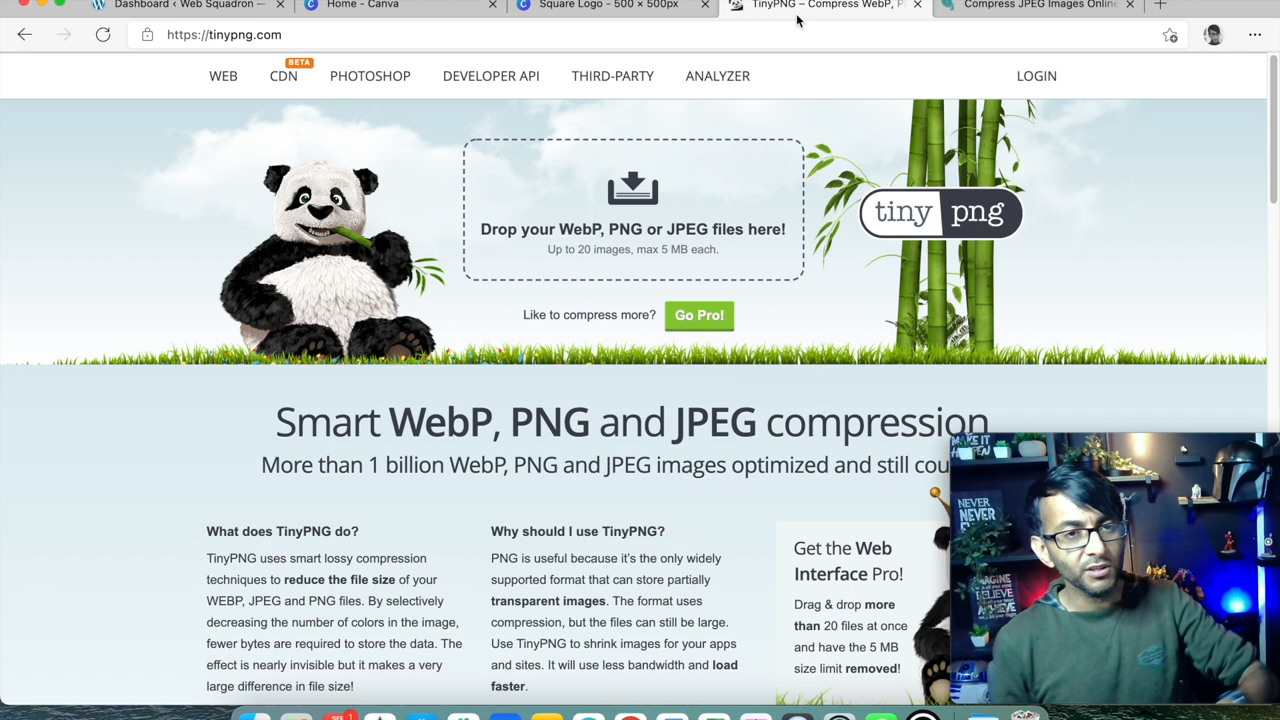 Dashboard ‹ Web Squadron –
Home - Canva
Square Logo - 500 × 500px
TinyPNG – Compress WebP, P
Compress JPEG Images Online
https://tinypng.com
WEB
CDN
BETA
PHOTOSHOP
DEVELOPER API
THIRD-PARTY
ANALYZER
LOGIN
Drop your WebP, PNG or JPEG files here!
Up to 20 images, max 5 MB each.
Like to compress more?
Go Pro!
tiny png
Smart WebP, PNG and JPEG compression
More than 1 billion WebP, PNG and JPEG images optimized and still cou
What does TinyPNG do?
TinyPNG uses smart lossy compression
techniques to reduce the file size of your
WEBP, JPEG and PNG files. By selectively
decreasing the number of colors in the image,
fewer bytes are required to store the data. The
effect is nearly invisible but it makes a very
large difference in file size!
Why should I use TinyPNG?
PNG is useful because it's the only widely
supported format that can store partially
transparent images. The format uses
compression, but the files can still be large.
Use TinyPNG to shrink images for your apps
and sites. It will use less bandwidth and load
faster.
Get the Web
Interface Pro!
Drag & drop more
than 20 files at once
and have the 5 MB
size limit removed!
MAKE IT
HAPPEN
NEVER
NEVER
IMAGINE
BELIEVE
ACHIEVE